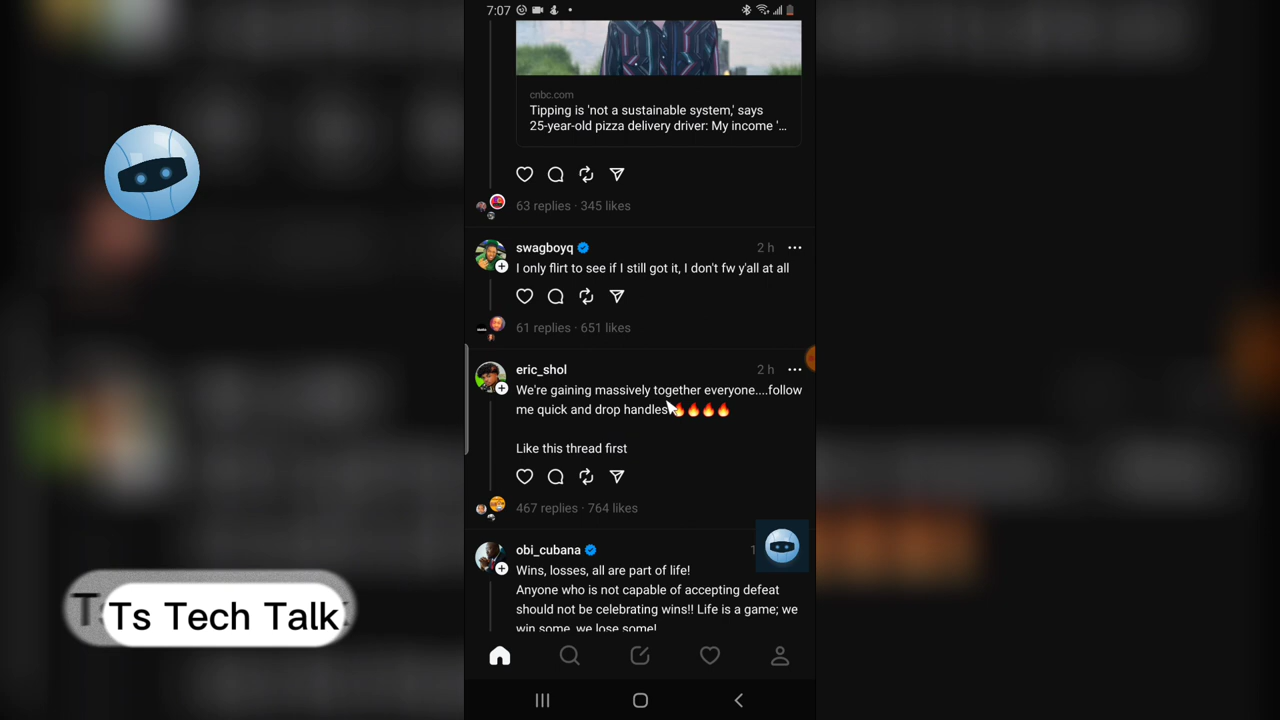 7:07
cnbc.com
Tipping is 'not a sustainable system,' says
25-year-old pizza delivery driver: My income '...
63 replies · 345 likes
swagboyq
2 h
I only flirt to see if I still got it, I don't fw y'all at all
61 replies · 651 likes
eric_shol
2 h
We're gaining massively together everyone....follow
me quick and drop handles🔥🔥🔥🔥
Like this thread first
467 replies · 764 likes
obi_cubana
Wins, losses, all are part of life!
Anyone who is not capable of accepting defeat
should not be celebrating wins!! Life is a game; we
win some, we lose some!
Ts Tech Talk